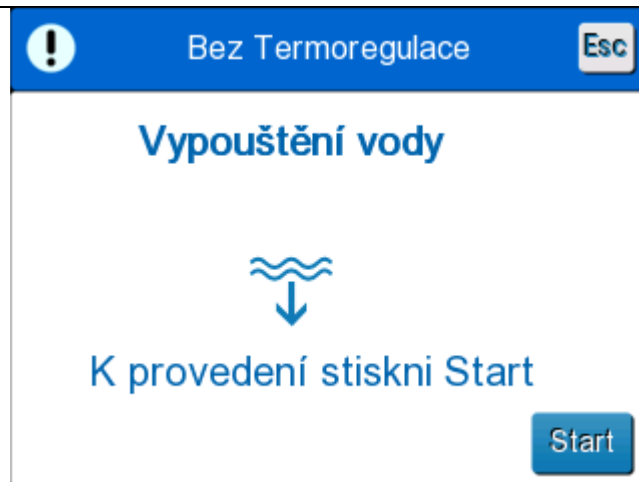 !
Bez Termoregulace
Esc
Vypouštění vody
K provedení stiskni Start
Start